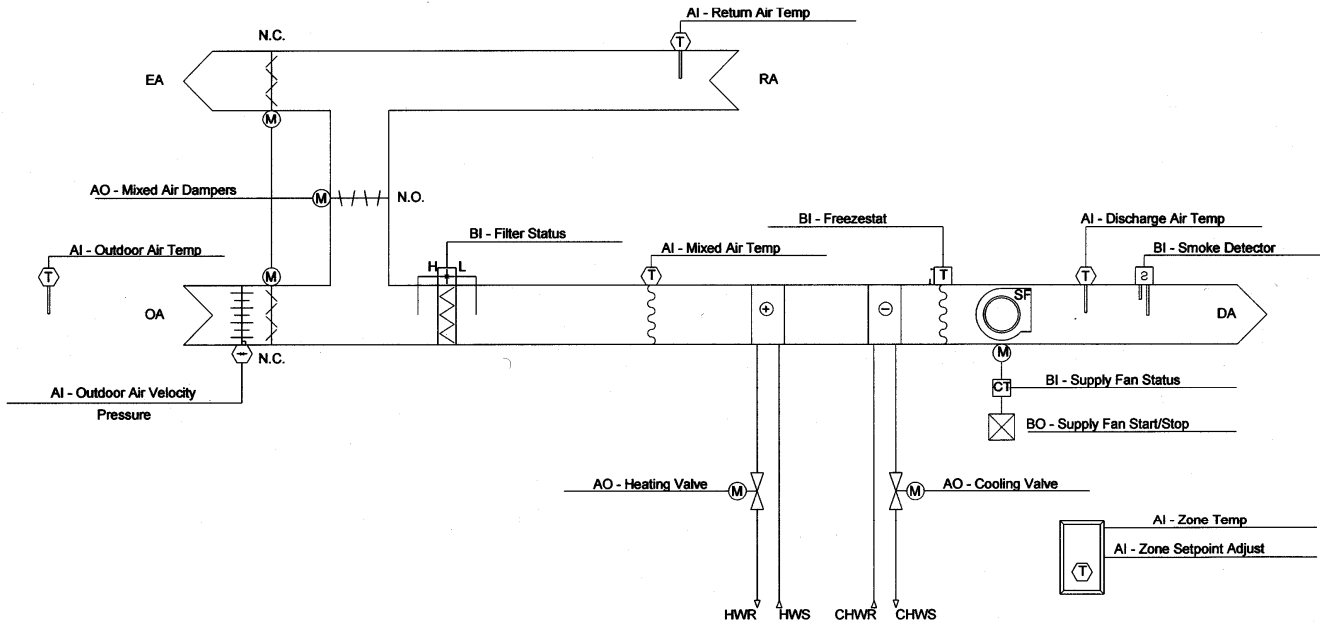 AI - Return Air Temp
N.C.
T
EA
RA
M
AO - Mixed Air Dampers
M
N.O.
BI - Filter Status
BI - Freezestat
AI - Discharge Air Temp
AI - Outdoor Air Temp
AI - Mixed Air Temp
BI - Smoke Detector
T
M
H
L
T
T
T
2
OA
SF
DA
N.C.
M
AI - Outdoor Air Velocity
Pressure
CT
BI - Supply Fan Status
BO - Supply Fan Start/Stop
AO - Heating Valve
M
M
AO - Cooling Valve
AI - Zone Temp
AI - Zone Setpoint Adjust
T
HWR
HWS
CHWR
CHWS